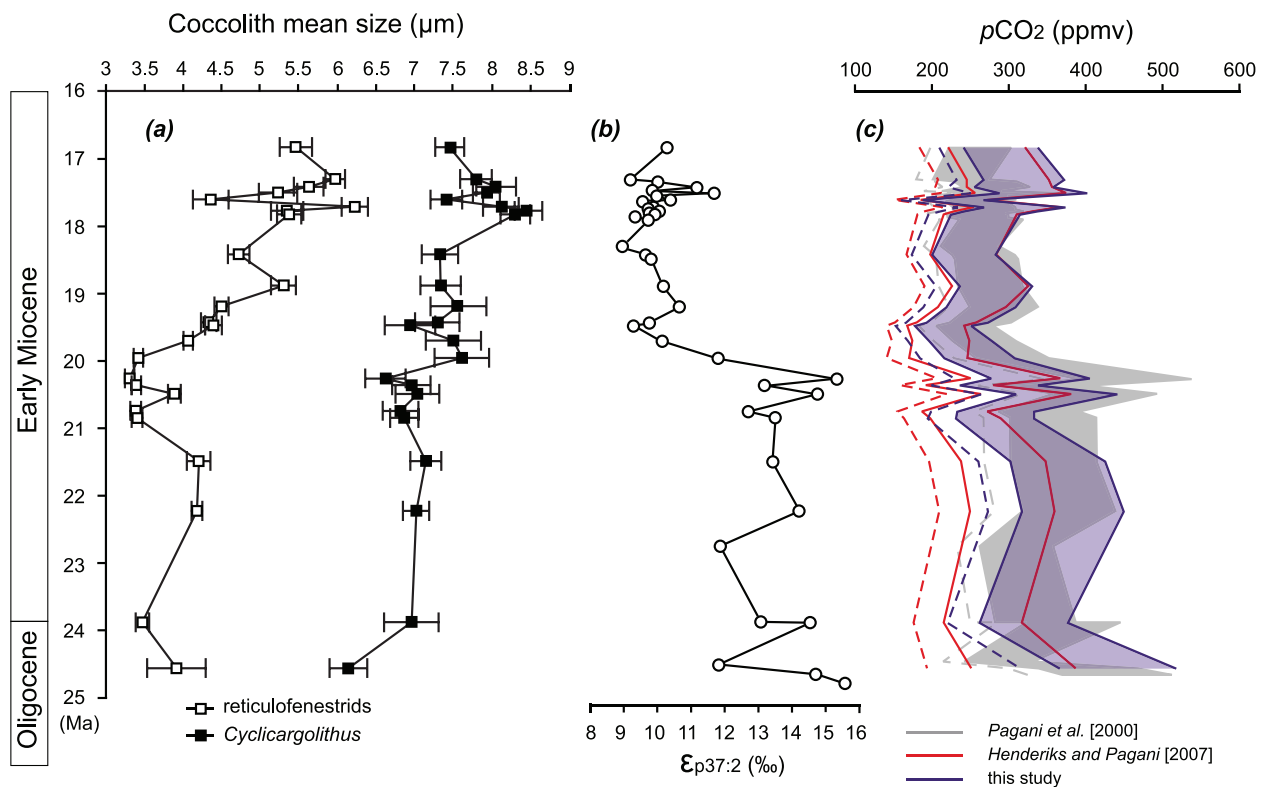 Coccolith mean size (μm)
3 3.5 4 4.5 5 5.5 6 6.5 7 7.5 8 8.5 9
pCO2 (ppmv)
100 200 300 400 500 600
Early Miocene
Oligocene
16
17
18
19
20
21
22
23
24
25
(Ma)
(a)
(b)
(c)
reticulofenestrids
Cyclicargolithus
8 9 10 11 12 13 14 15 16
εp37:2 (‰)
Pagani et al. [2000]
Henderiks and Pagani [2007]
this study